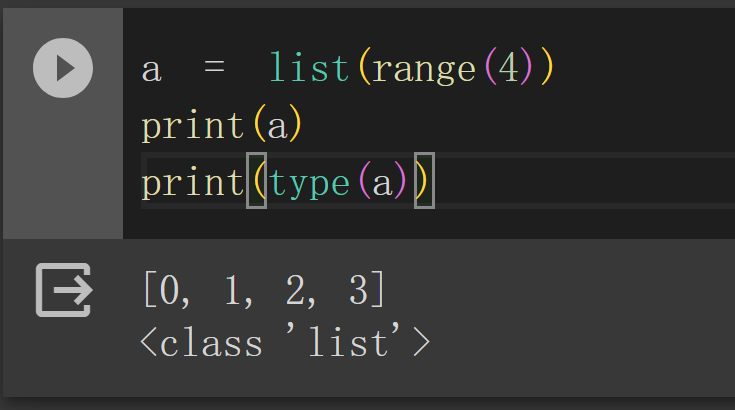 a = list(range(4))
print(a)
print(type(a))
[0, 1, 2, 3]
<class 'list'>